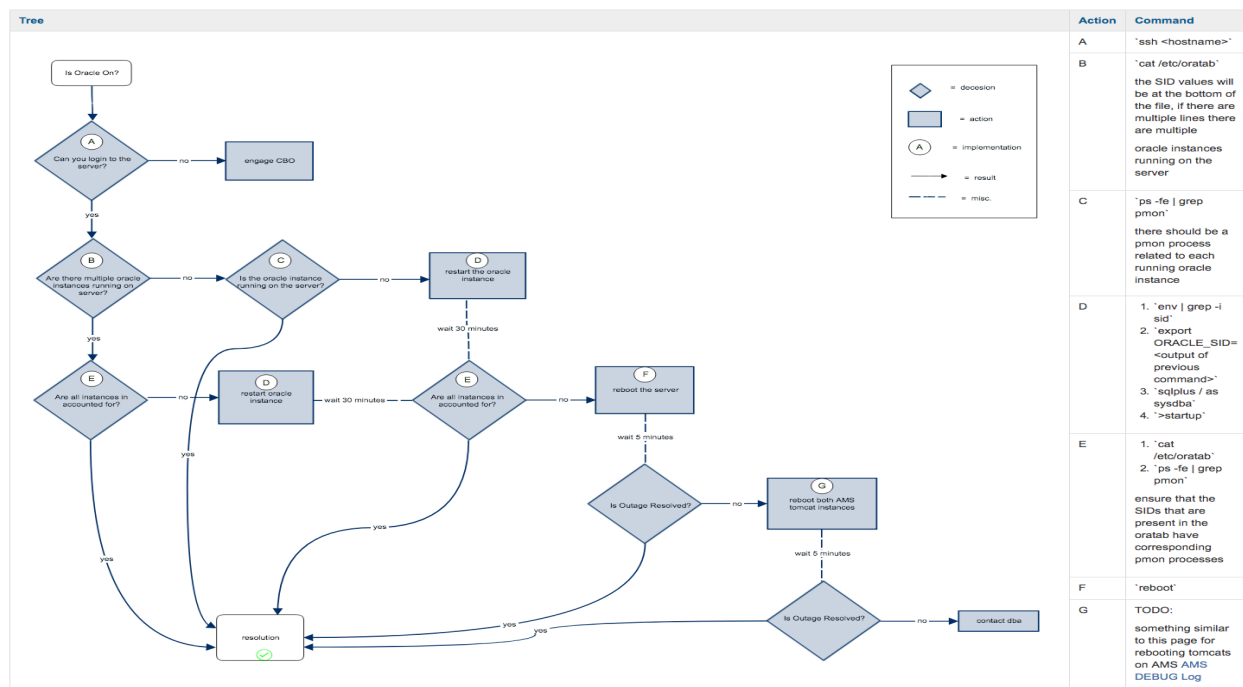 Tree
Is Oracle On?
A
Can you login to the
server?
no
engage CBO
yes
B
Are there multiple oracle
instances running on
server?
no
C
Is the oracle instance
running on the server?
no
D
restart the oracle
instance
wait 30 minutes
yes
yes
E
Are all instances in
accounted for?
no
D
restart oracle
instance
wait 30 minutes
E
Are all instances in
accounted for?
no
F
reboot the server
wait 5 minutes
yes
yes
Is Outage Resolved?
no
G
reboot both AMS
tomcat instances
wait 5 minutes
yes
yes
Is Outage Resolved?
no
contact dba
resolution
= decesion
= action
A
= implementation
= result
= misc.
Action
Command
A
`ssh <hostname>`
B
`cat /etc/oratab`
the SID values will
be at the bottom of
the file, if there are
multiple lines there
are multiple
oracle instances
running on the
server
C
`ps -fe | grep
pmon`
there should be a
pmon process
related to each
running oracle
instance
D
1. `env | grep -i
sid`
2. `export
ORACLE_SID=
<output of
previous
command>`
3. `sqlplus / as
sysdba`
4. `>startup`
E
1. `cat
/etc/oratab`
2. `ps -fe | grep
pmon`
ensure that the
SIDs that are
present in the
oratab have
corresponding
pmon processes
F
`reboot`
G
TODO:
something similar
to this page for
rebooting tomcats
on AMS AMS
DEBUG Log